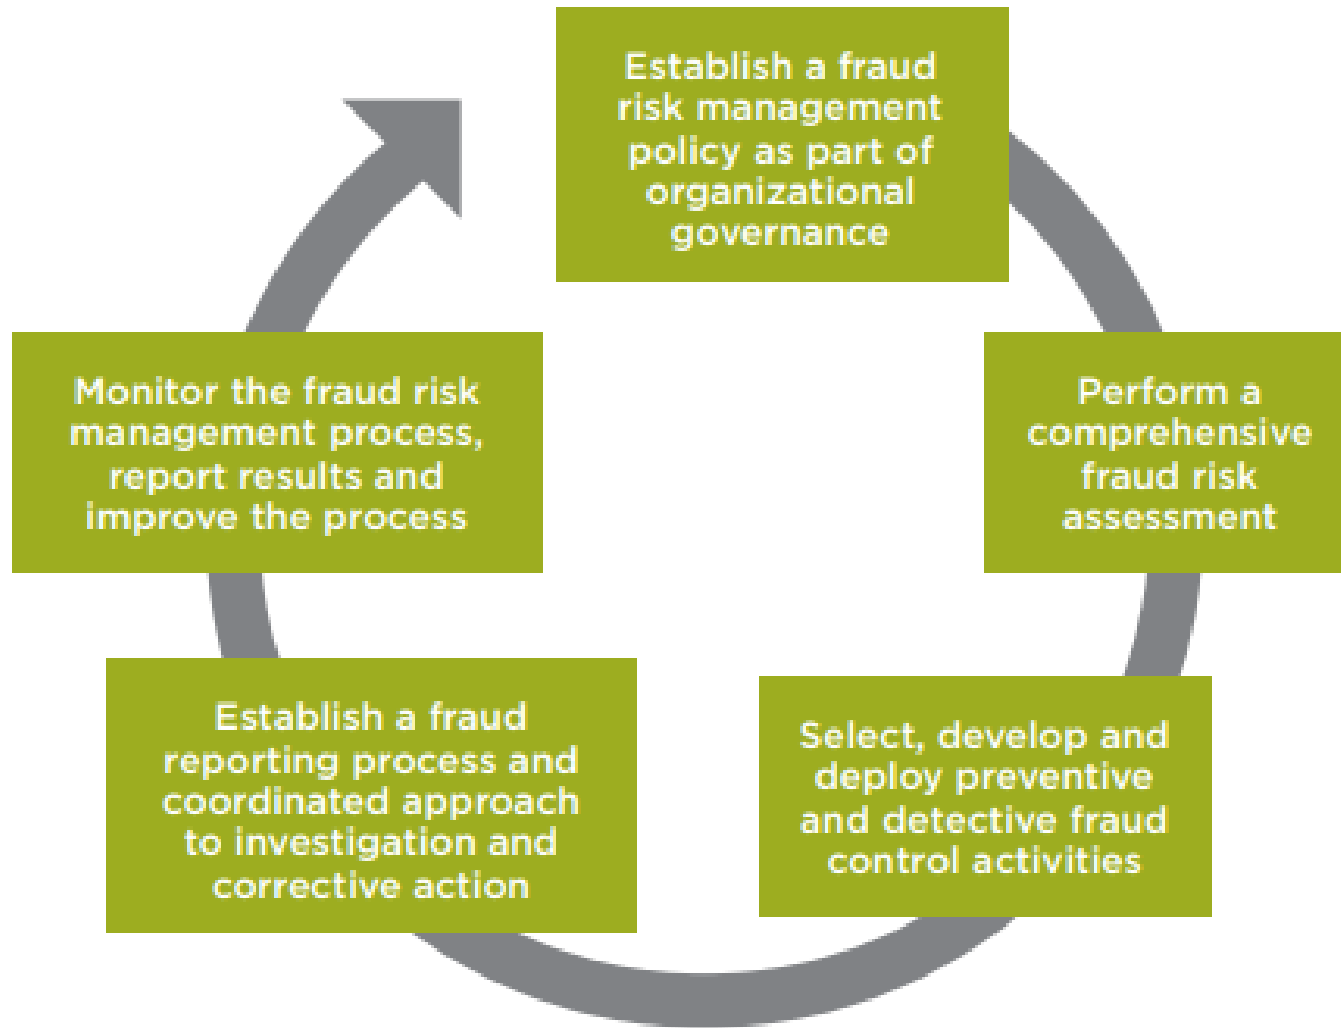 Establish a fraud
risk management
policy as part of
organizational
governance
Perform a
comprehensive
fraud risk
assessment
Select, develop and
deploy preventive
and detective fraud
control activities
Establish a fraud
reporting process and
coordinated approach
to investigation and
corrective action
Monitor the fraud risk
management process,
report results and
improve the process